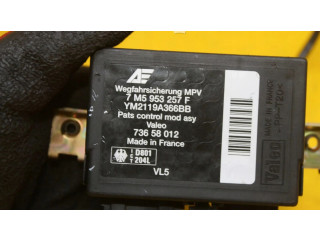 AE
Wegfahrsicherung MPV
7 M5 953 257 F
YM2119A366BB
Pats control mod asy
Valeo
736 58 012
Made in France
D801
204L
VL5
Valeo